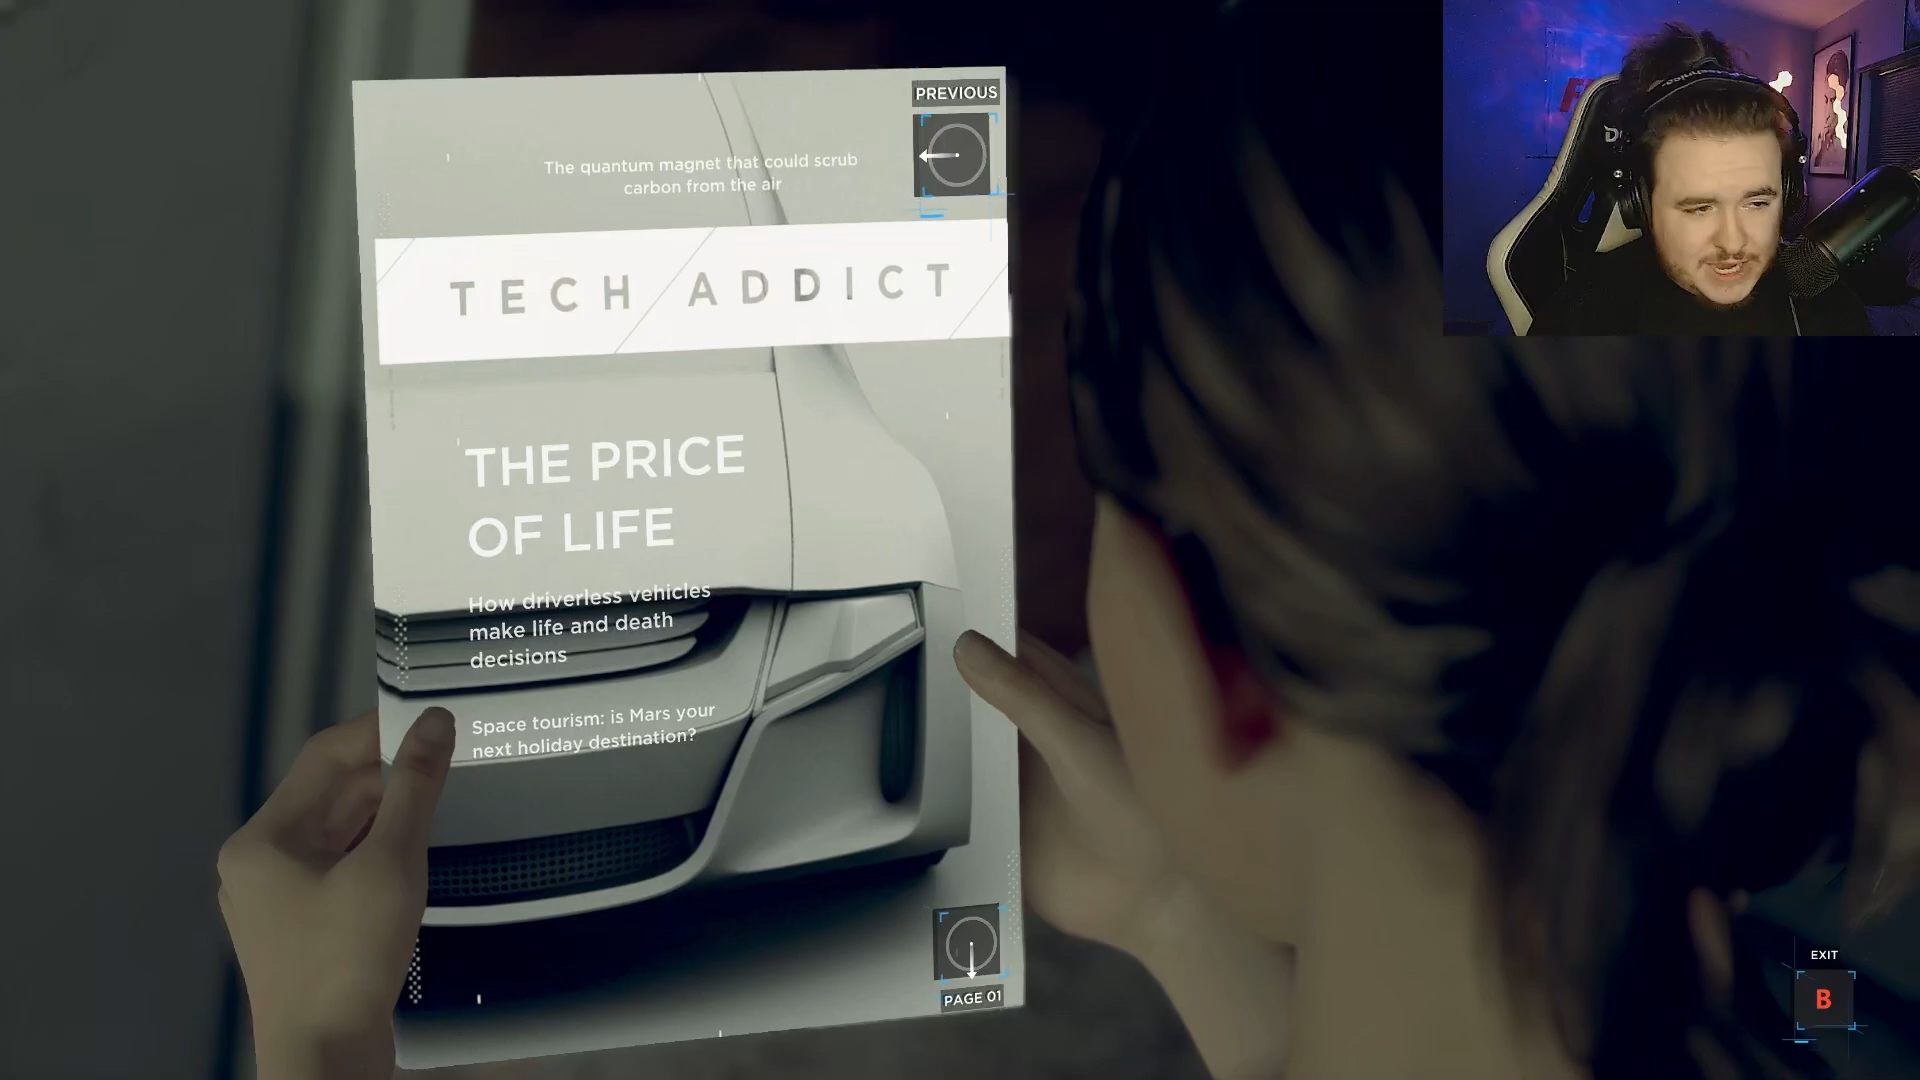 PREVIOUS
The quantum magnet that could scrub
carbon from the air
TECH ADDICT
THE PRICE
OF LIFE
How driverless vehicles
make life and death
decisions
Space tourism: is Mars your
next holiday destination?
PAGE 01
EXIT
B